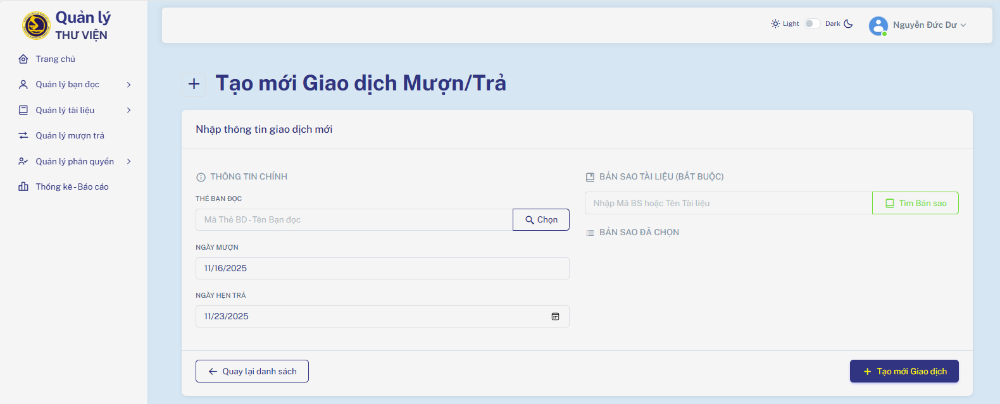 Quản lý
THƯ VIỆN
Trang chủ
Quản lý bạn đọc
Quản lý tài liệu
Quản lý mượn trả
Quản lý phân quyền
Thống kê - Báo cáo
Light Dark Nguyễn Đức Dư
Tạo mới Giao dịch Mượn/Trả
Nhập thông tin giao dịch mới
THÔNG TIN CHÍNH
THẺ BẠN ĐỌC
Mã Thẻ BD - Tên Bạn đọc Chọn
NGÀY MƯỢN
11/16/2025
NGÀY HẸN TRẢ
11/23/2025
BẢN SAO TÀI LIỆU (BẮT BUỘC)
Nhập Mã BS hoặc Tên Tài liệu Tìm Bản sao
BẢN SAO ĐÃ CHỌN
Quay lại danh sách
Tạo mới Giao dịch